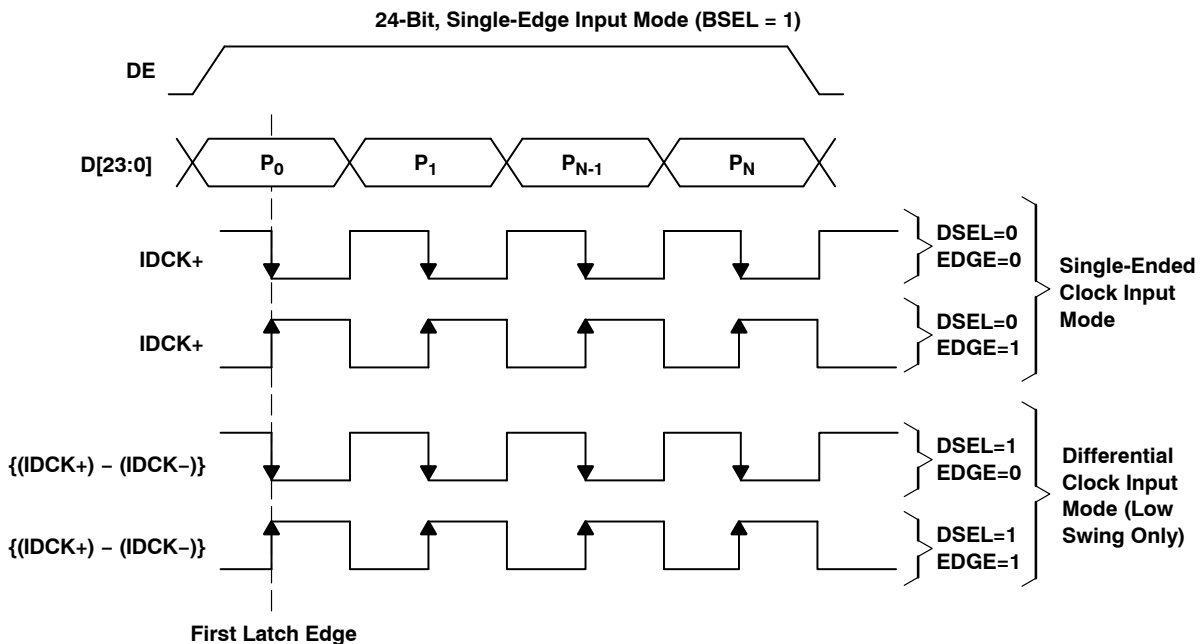 24-Bit, Single-Edge Input Mode (BSEL = 1)
DE
D[23:0]
P0
P1
PN-1
PN
IDCK+
DSEL=0
EDGE=0
IDCK+
DSEL=0
EDGE=1
Single-Ended
Clock Input
Mode
{(IDCK+) − (IDCK−)}
DSEL=1
EDGE=0
{(IDCK+) − (IDCK−)}
DSEL=1
EDGE=1
Differential
Clock Input
Mode (Low
Swing Only)
First Latch Edge